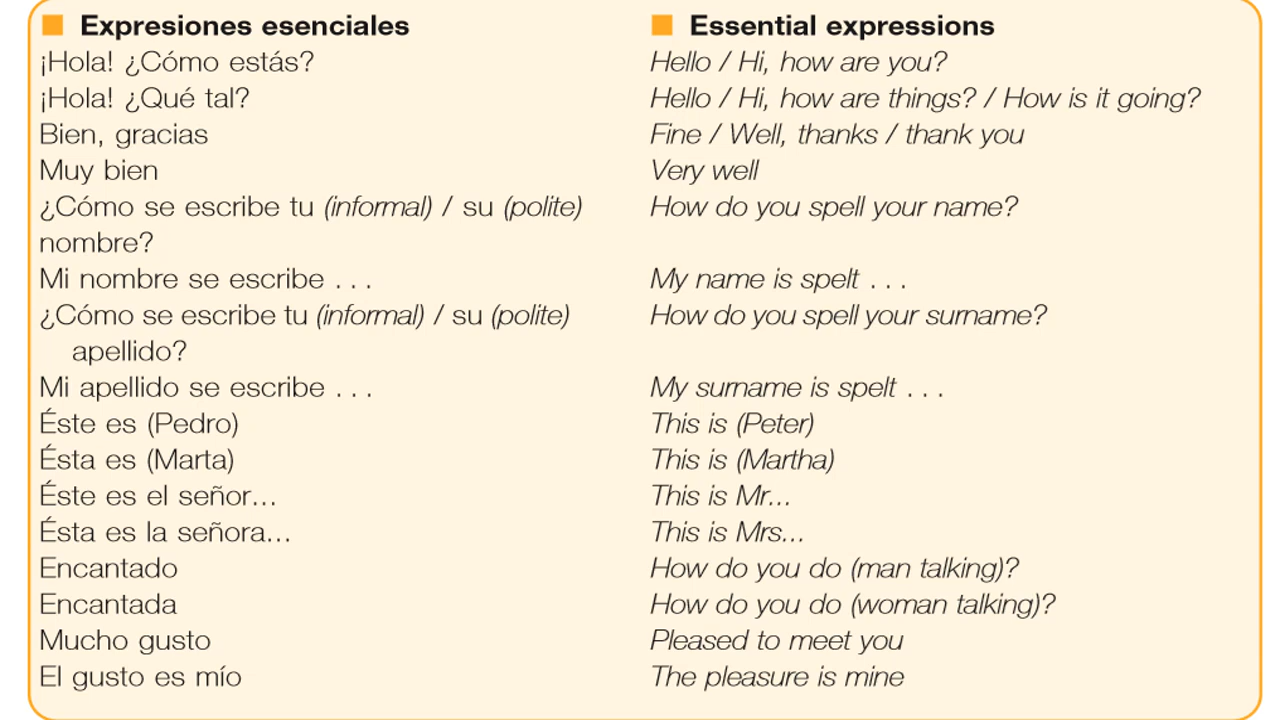 Expresiones esenciales
Essential expressions
¡Hola! ¿Cómo estás?
Hello / Hi, how are you?
¡Hola! ¿Qué tal?
Hello / Hi, how are things? / How is it going?
Bien, gracias
Fine / Well, thanks / thank you
Muy bien
Very well
¿Cómo se escribe tu (informal) / su (polite)
nombre?
How do you spell your name?
Mi nombre se escribe . . .
My name is spelt . . .
¿Cómo se escribe tu (informal) / su (polite)
apellido?
How do you spell your surname?
Mi apellido se escribe . . .
My surname is spelt . . .
Éste es (Pedro)
This is (Peter)
Ésta es (Marta)
This is (Martha)
Éste es el señor...
This is Mr...
Ésta es la señora...
This is Mrs...
Encantado
How do you do (man talking)?
Encantada
How do you do (woman talking)?
Mucho gusto
Pleased to meet you
El gusto es mío
The pleasure is mine